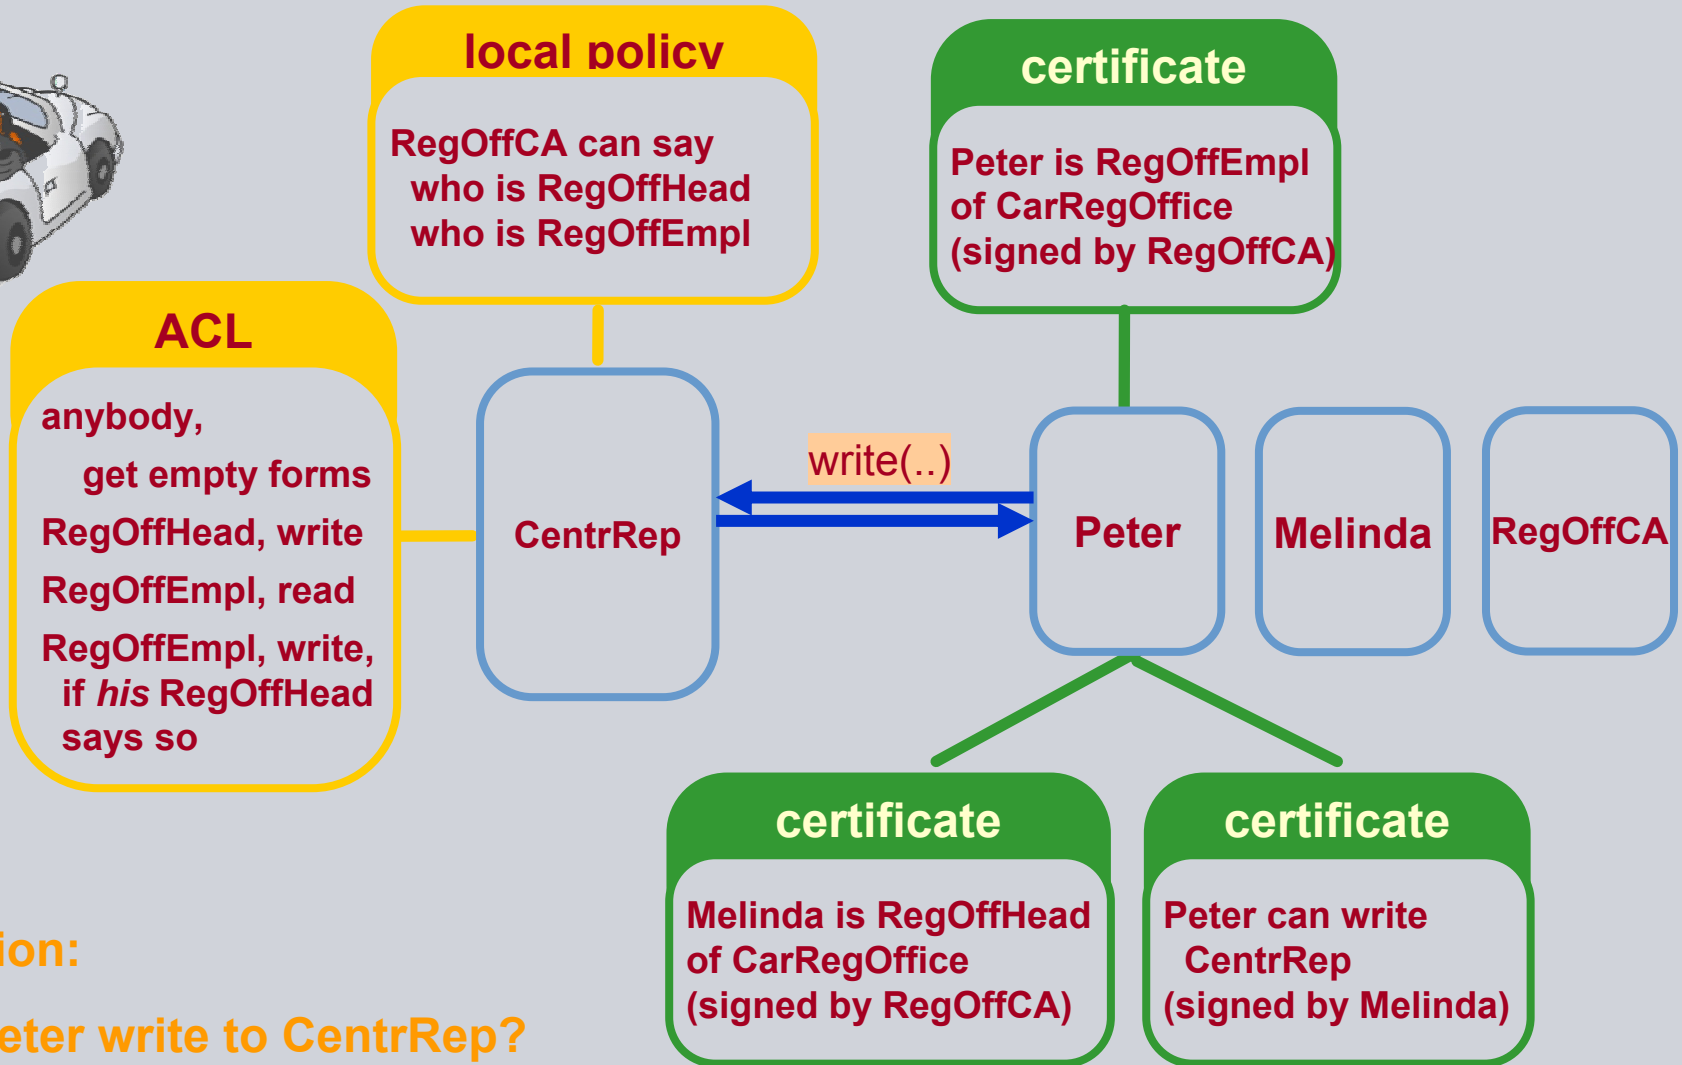 local policy
RegOffCA can say
who is RegOffHead
who is RegOffEmpl
certificate
Peter is RegOffEmpl
of CarRegOffice
(signed by RegOffCA)
ACL
anybody,
get empty forms
RegOffHead, write
RegOffEmpl, read
RegOffEmpl, write,
if his RegOffHead
says so
CentrRep
write(..)
Peter
Melinda
RegOffCA
certificate
Melinda is RegOffHead
of CarRegOffice
(signed by RegOffCA)
certificate
Peter can write
CentrRep
(signed by Melinda)
ion:
eter write to CentrRep?